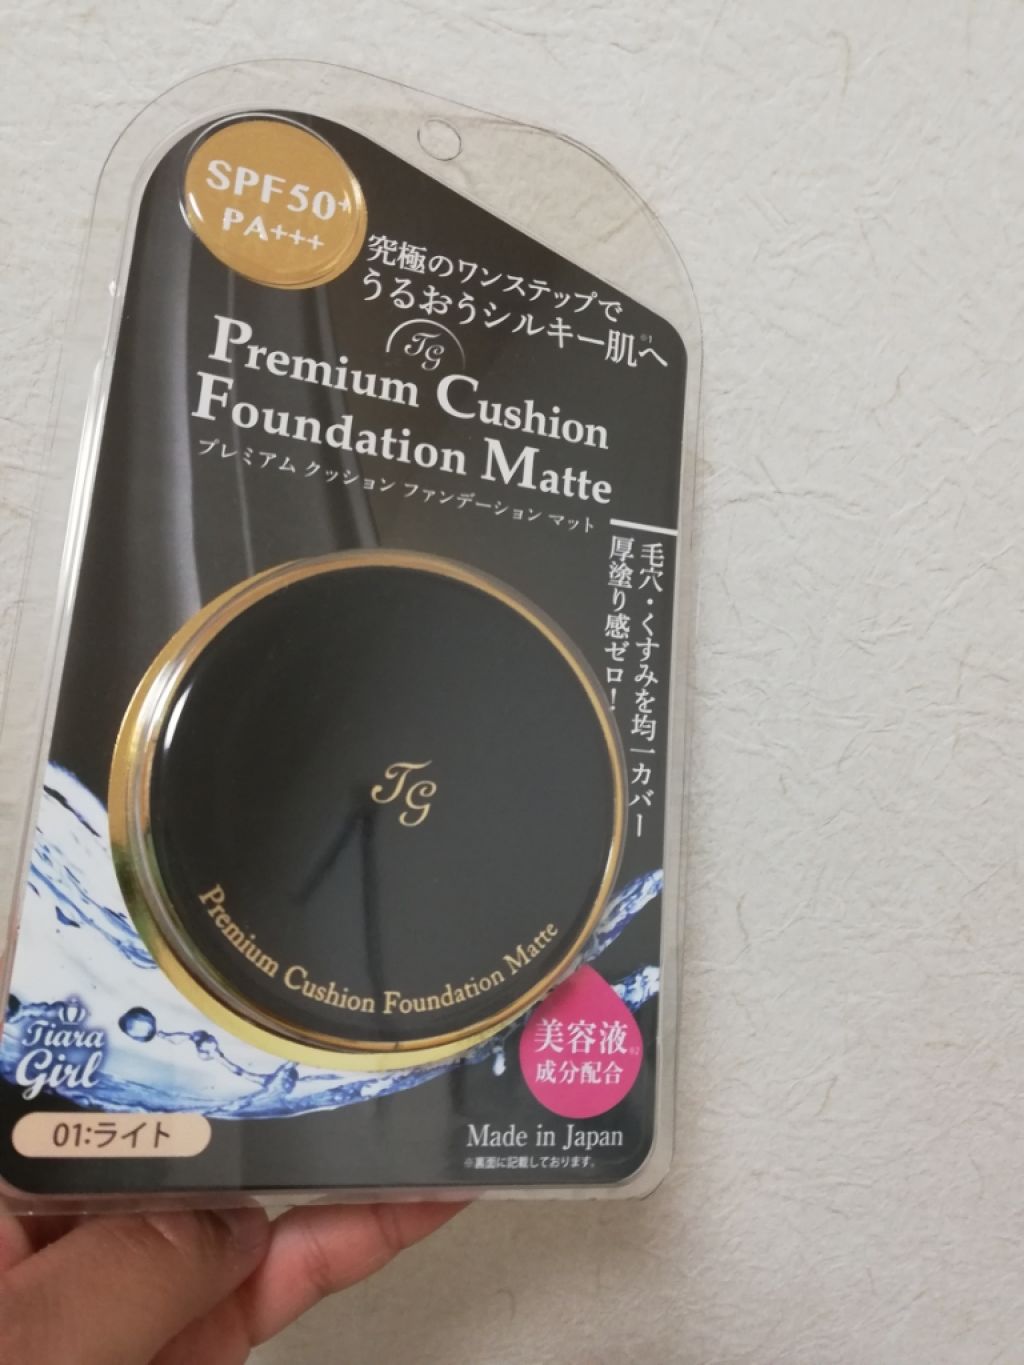 SPF50+
PA+++
究極のワンステップで
うるおうシルキー肌へ※1
TG
Premium Cushion
Foundation Matte
プレミアム クッション ファンデーション マット
毛穴・くすみを均一カバー
厚塗り感ゼロ!
TG
Premium Cushion Foundation Matte
Tiara
Girl
美容液※2
成分配合
01:ライト
Made in Japan
※裏面に記載しております。